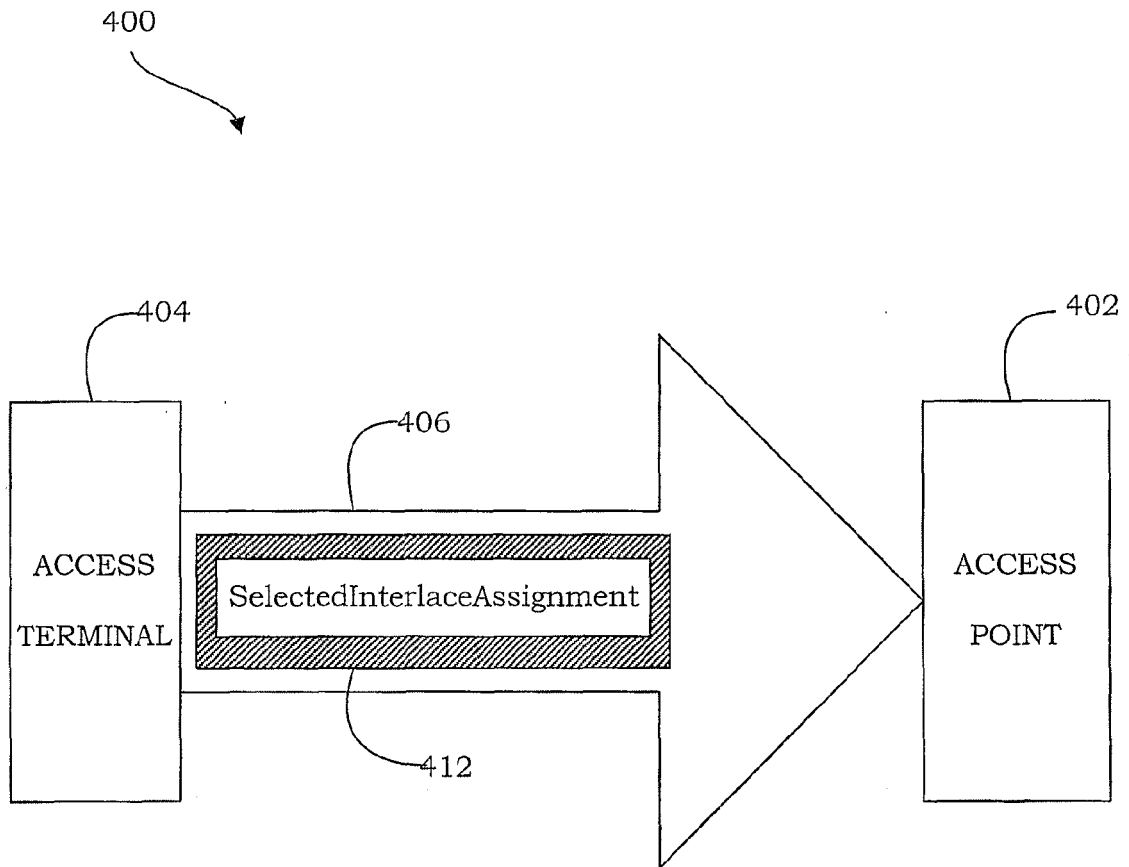 400
404
402
406
ACCESS
TERMINAL
SelectedInterlaceAssignment
ACCESS
POINT
412